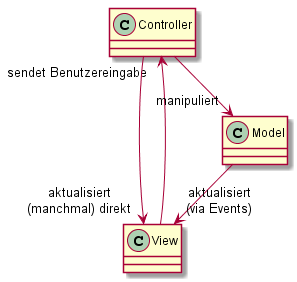 C Controller
sendet Benutzereingabe
manipuliert
C Model
aktualisiert
(manchmal) direkt
aktualisiert
(via Events)
C View